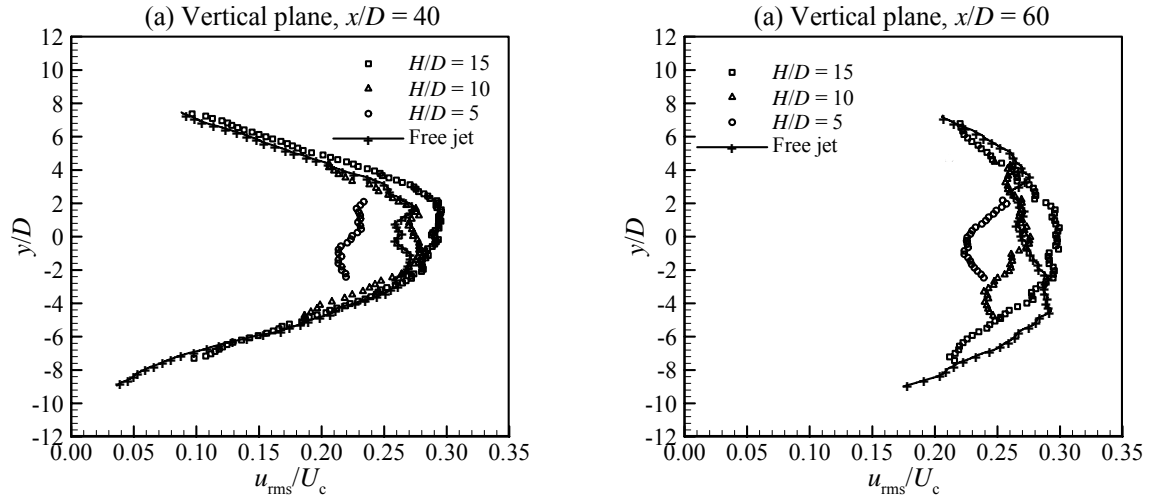 (a) Vertical plane, x/D = 40
12
10
8
6
4
2
0
-2
-4
-6
-8
-10
-12
y/D
H/D = 15
H/D = 10
H/D = 5
Free jet
0.00 0.05 0.10 0.15 0.20 0.25 0.30 0.35
u_rms/U_c
(a) Vertical plane, x/D = 60
12
10
8
6
4
2
0
-2
-4
-6
-8
-10
-12
y/D
H/D = 15
H/D = 10
H/D = 5
Free jet
0.00 0.05 0.10 0.15 0.20 0.25 0.30 0.35
u_rms/U_c